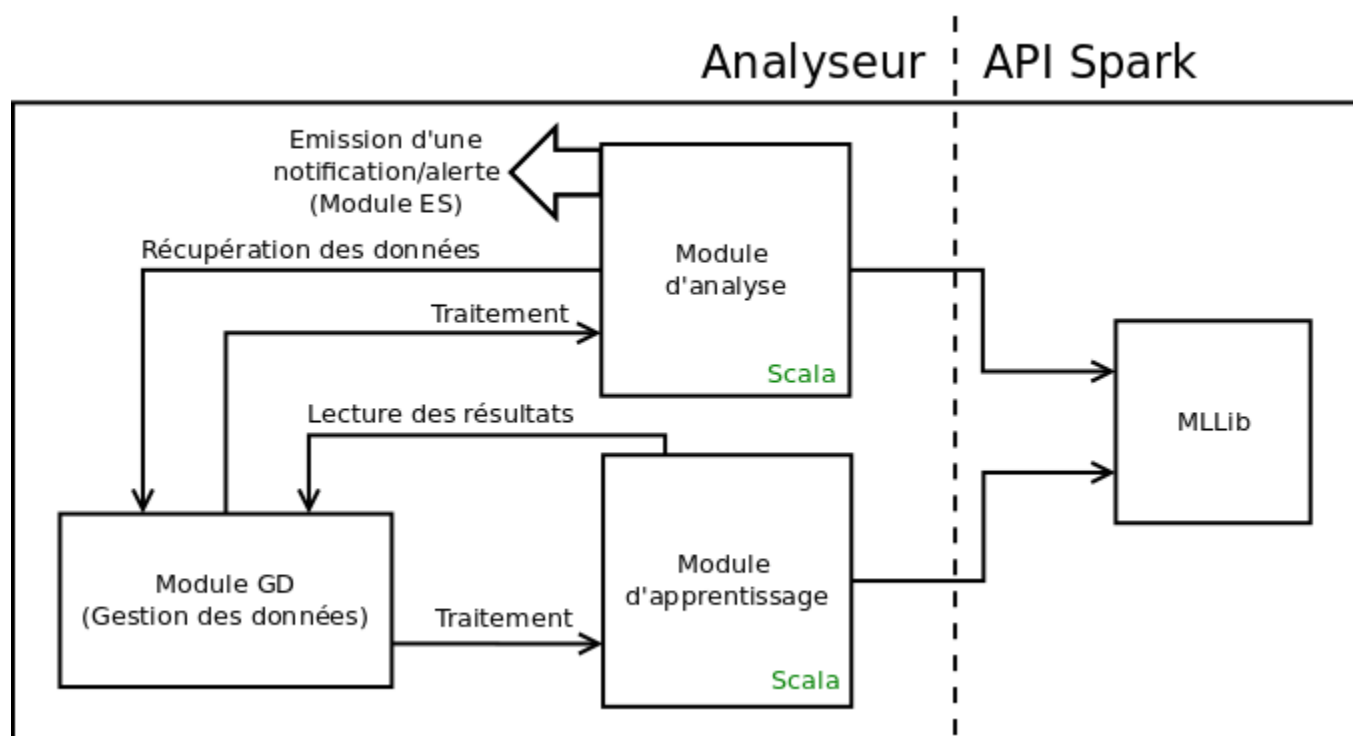 Analyseur
API Spark
Emission d'une
notification/alerte
(Module ES)
Récupération des données
Module
d'analyse
Traitement
Scala
Lecture des résultats
MLLib
Module
d'apprentissage
Module GD
(Gestion des données)
Traitement
Scala